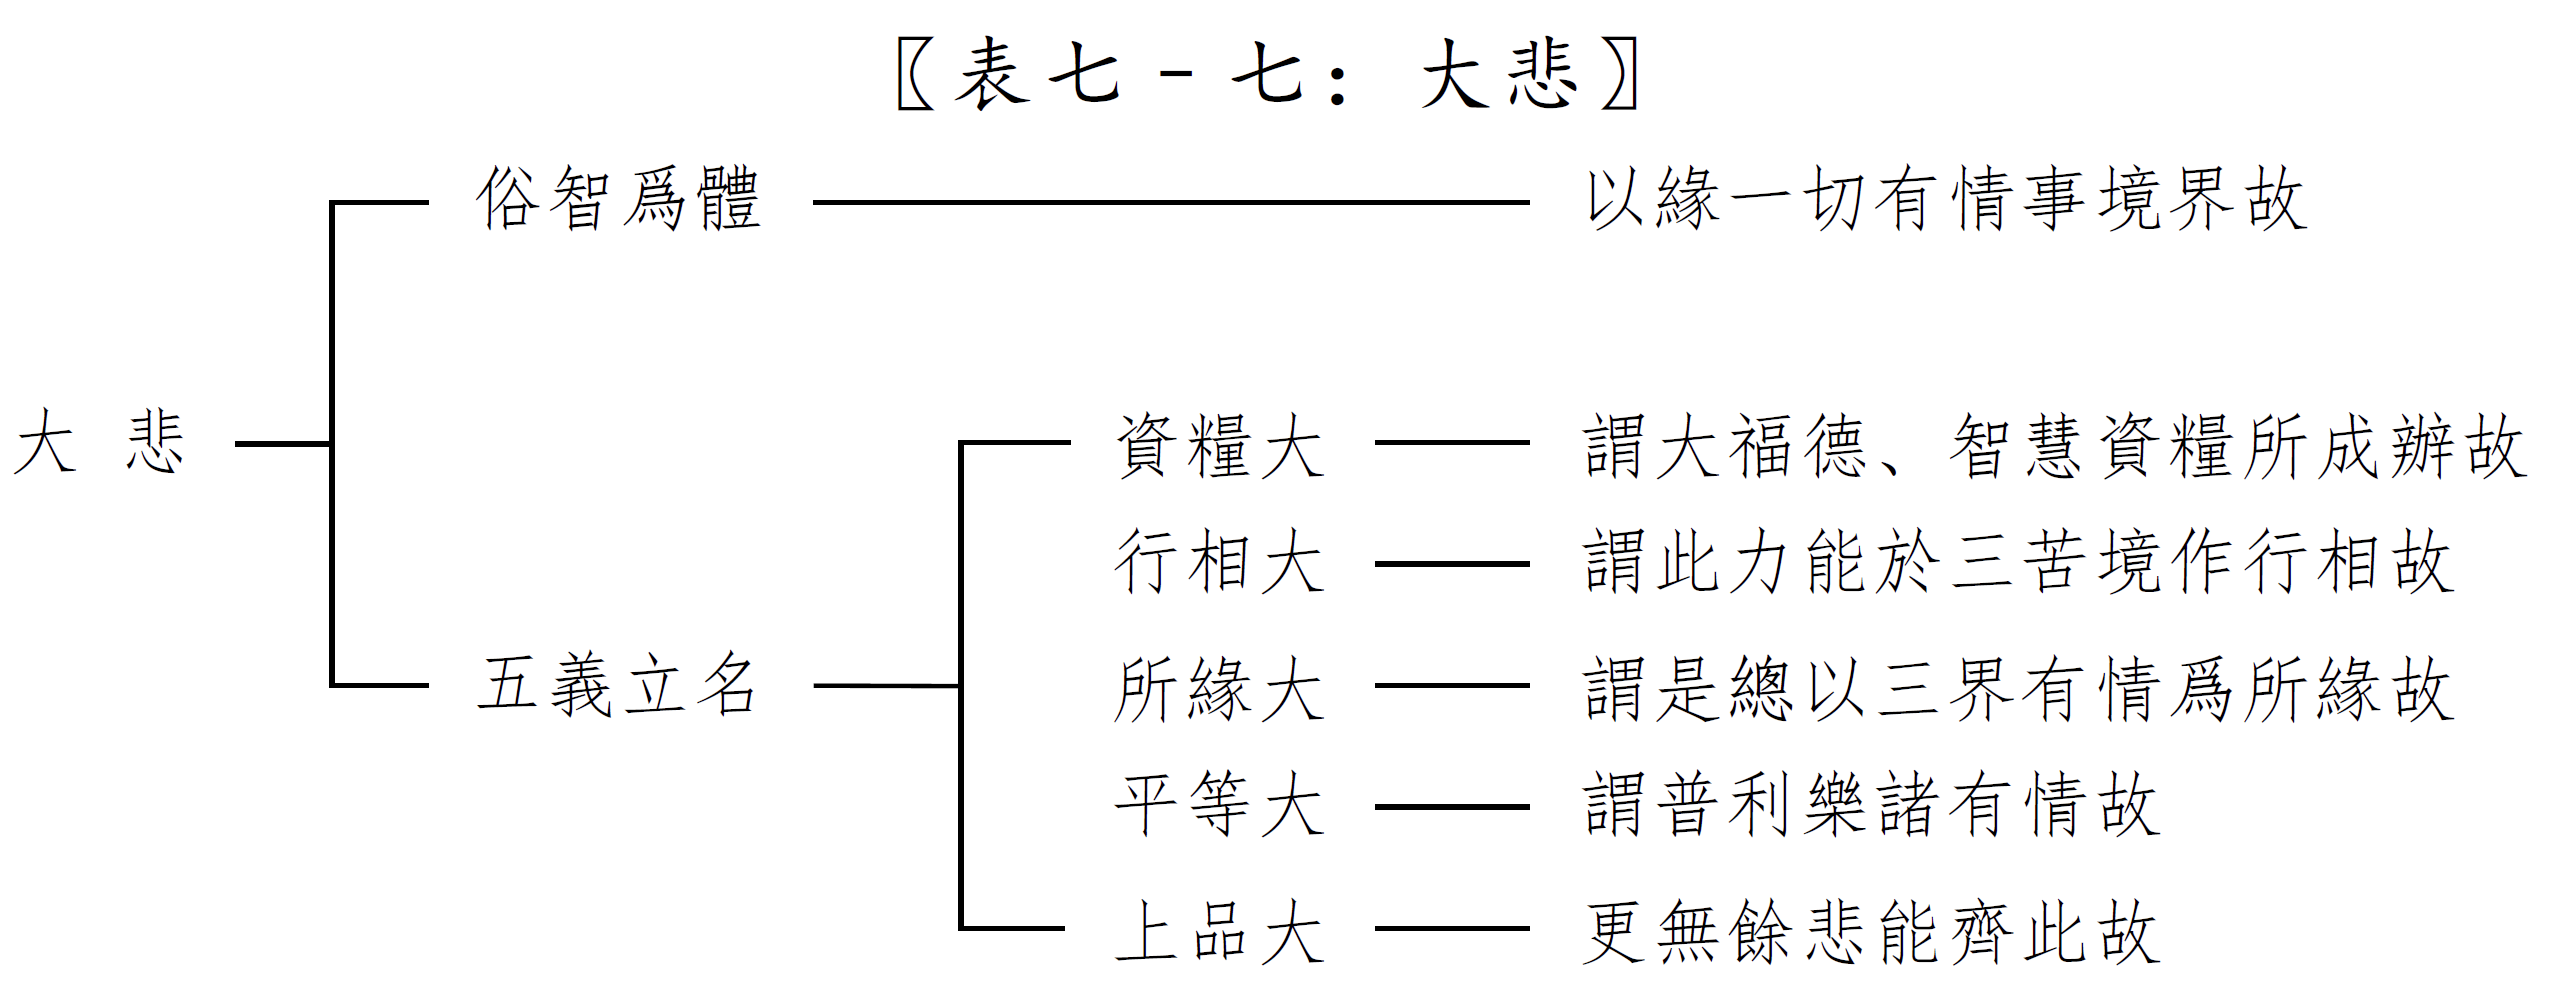 〖表七–七：大悲〗
俗智爲體 以緣一切有情事境界故
大悲
資糧大 謂大福德、智慧資糧所成辦故
行相大 謂此力能於三苦境作行相故
五義立名 所緣大 謂是總以三界有情爲所緣故
平等大 謂普利樂諸有情故
上品大 更無餘悲能齊此故